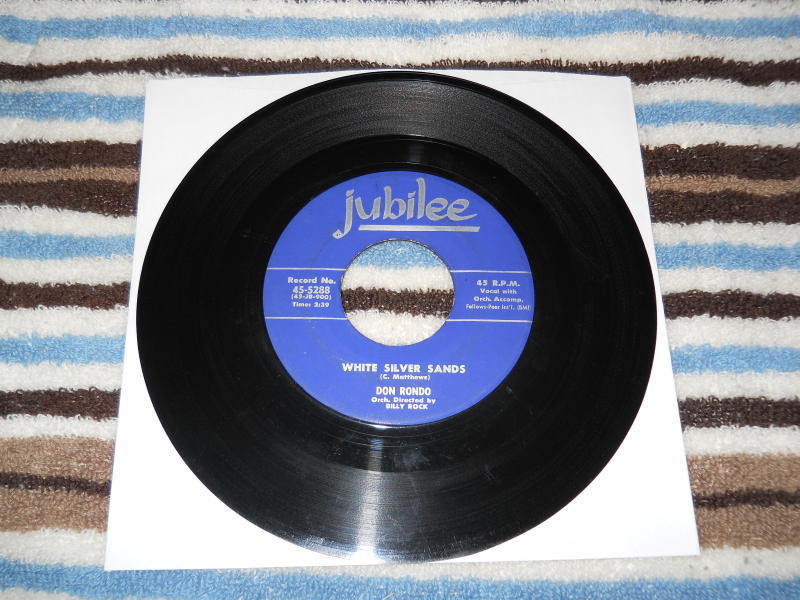 jubilee
Record No.
45-5288
(45-JB-900)
Time: 2:39
45 R.P.M.
Vocal with
Orch. Accomp.
Fellows-Peer Int'l. (BMI)
WHITE SILVER SANDS
(C. Matthews)
DON RONDO
Orch. Directed by
BILLY ROCK